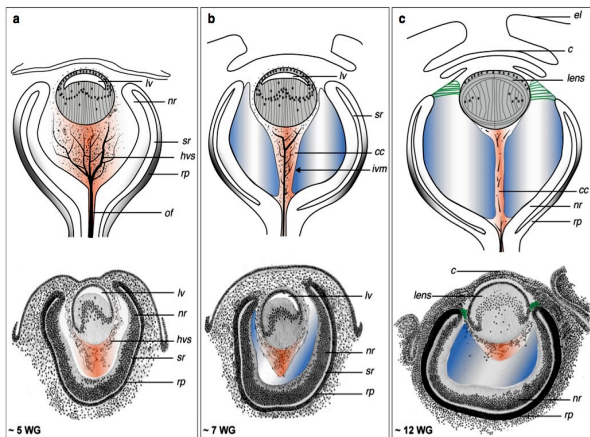 a
lv
nr
sr
hvs
rp
of
lv
nr
hvs
sr
rp
~ 5 WG
b
lv
sr
cc
ivm
lv
nr
sr
rp
~ 7 WG
c
el
c
lens
cc
nr
rp
c
lens
nr
rp
~ 12 WG